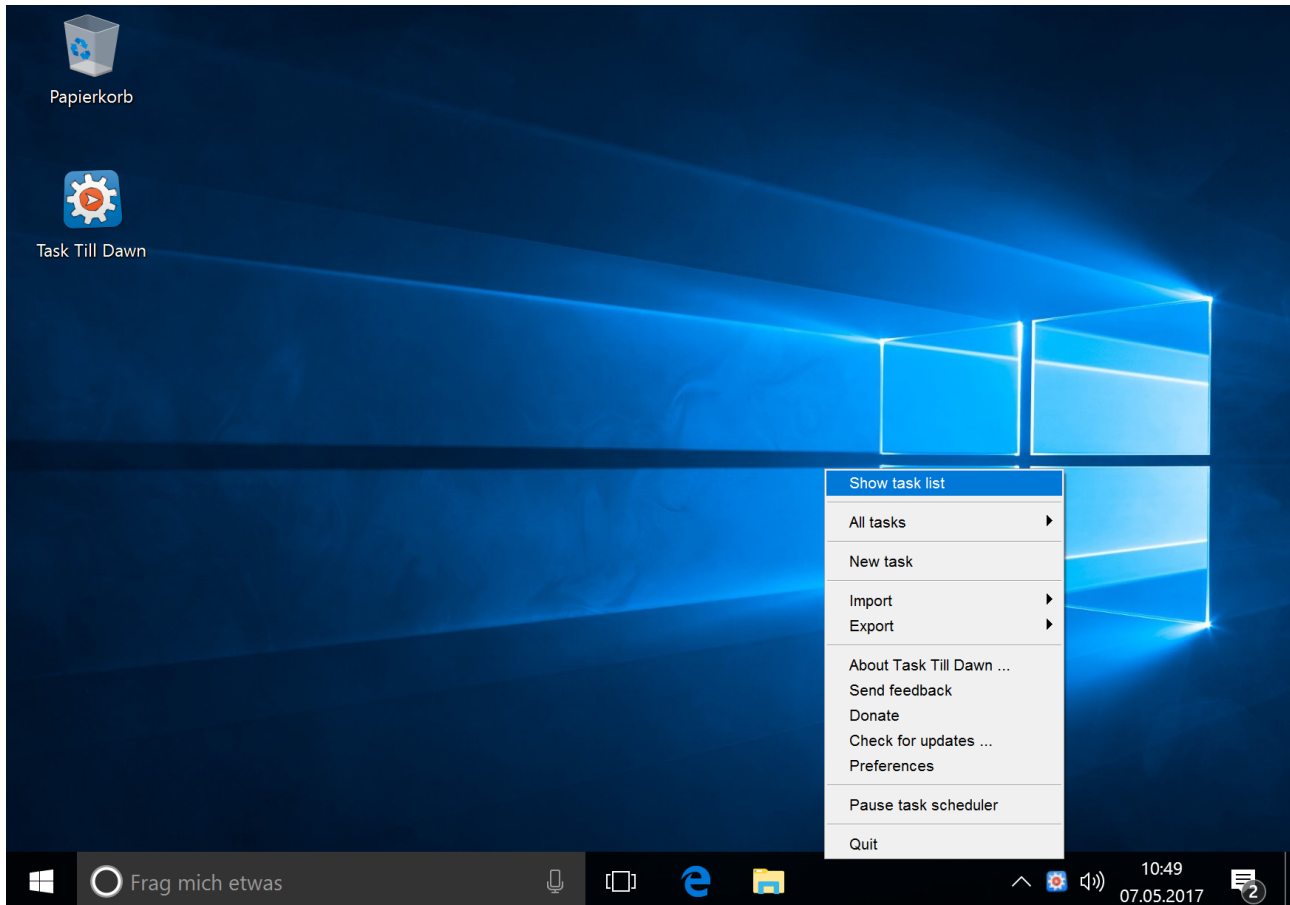 Papierkorb
Task Till Dawn
Show task list
All tasks
New task
Import
Export
About Task Till Dawn ...
Send feedback
Donate
Check for updates ...
Preferences
Pause task scheduler
Quit
Frag mich etwas
10:49
07.05.2017
2